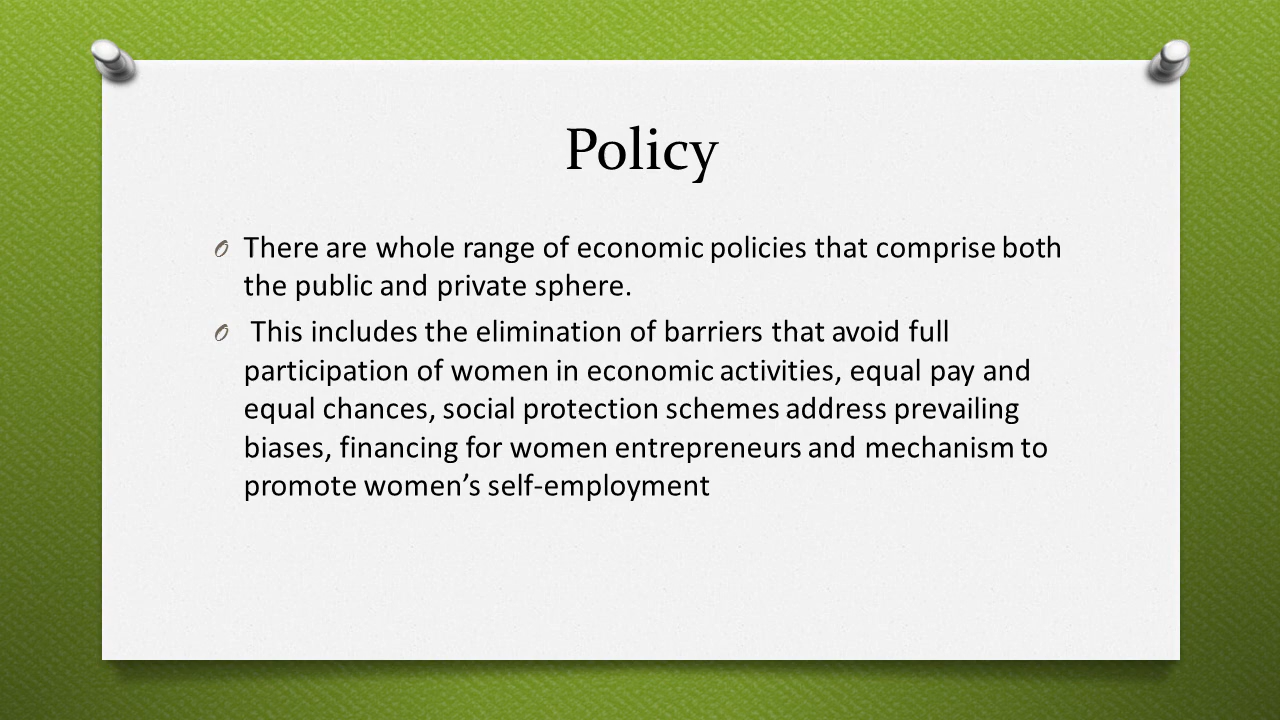 Policy
There are whole range of economic policies that comprise both
the public and private sphere.
This includes the elimination of barriers that avoid full
participation of women in economic activities, equal pay and
equal chances, social protection schemes address prevailing
biases, financing for women entrepreneurs and mechanism to
promote women’s self-employment